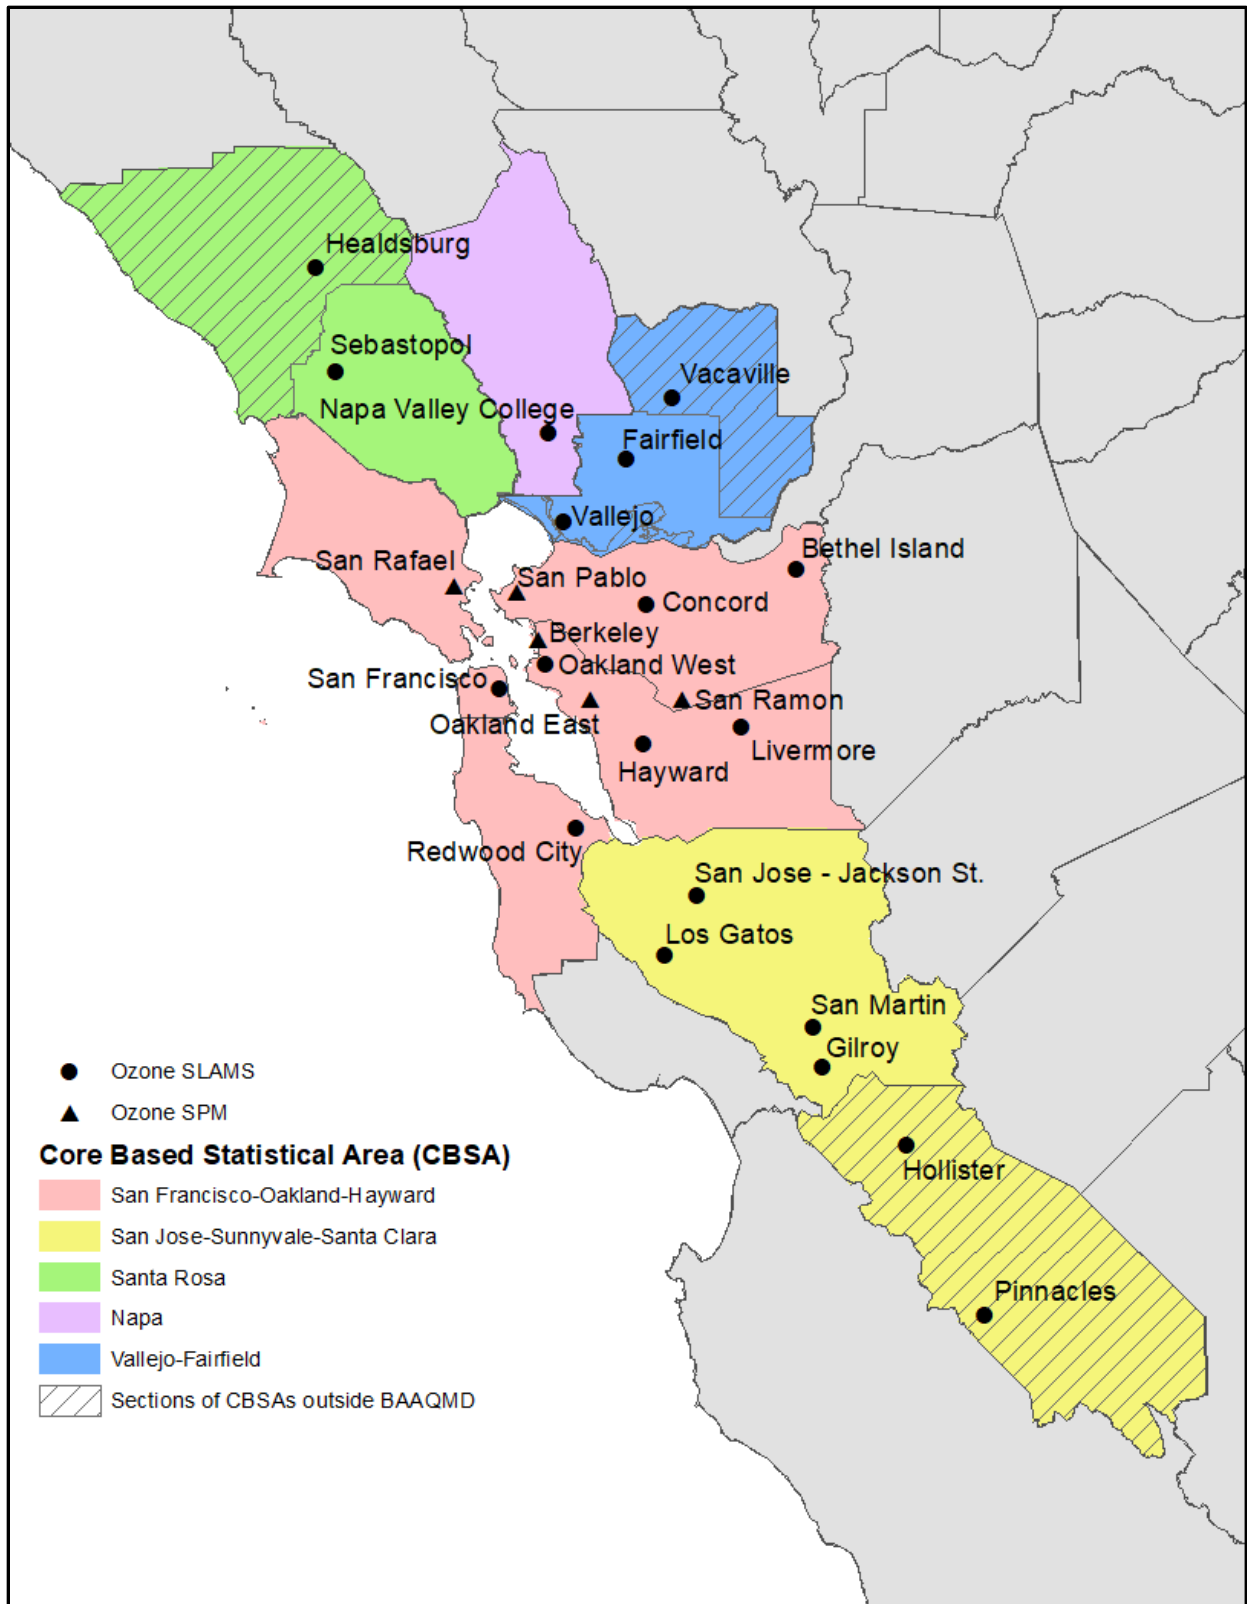 Healdsburg
Sebastopol
Vacaville
Napa Valley College
Fairfield
Vallejo
Bethel Island
San Rafael
San Pablo
Concord
Berkeley
Oakland West
San Francisco
San Ramon
Oakland East
Livermore
Hayward
Redwood City
San Jose - Jackson St.
Los Gatos
San Martin
Gilroy
Hollister
Pinnacles
Ozone SLAMS
Ozone SPM
Core Based Statistical Area (CBSA)
San Francisco-Oakland-Hayward
San Jose-Sunnyvale-Santa Clara
Santa Rosa
Napa
Vallejo-Fairfield
Sections of CBSAs outside BAAQMD